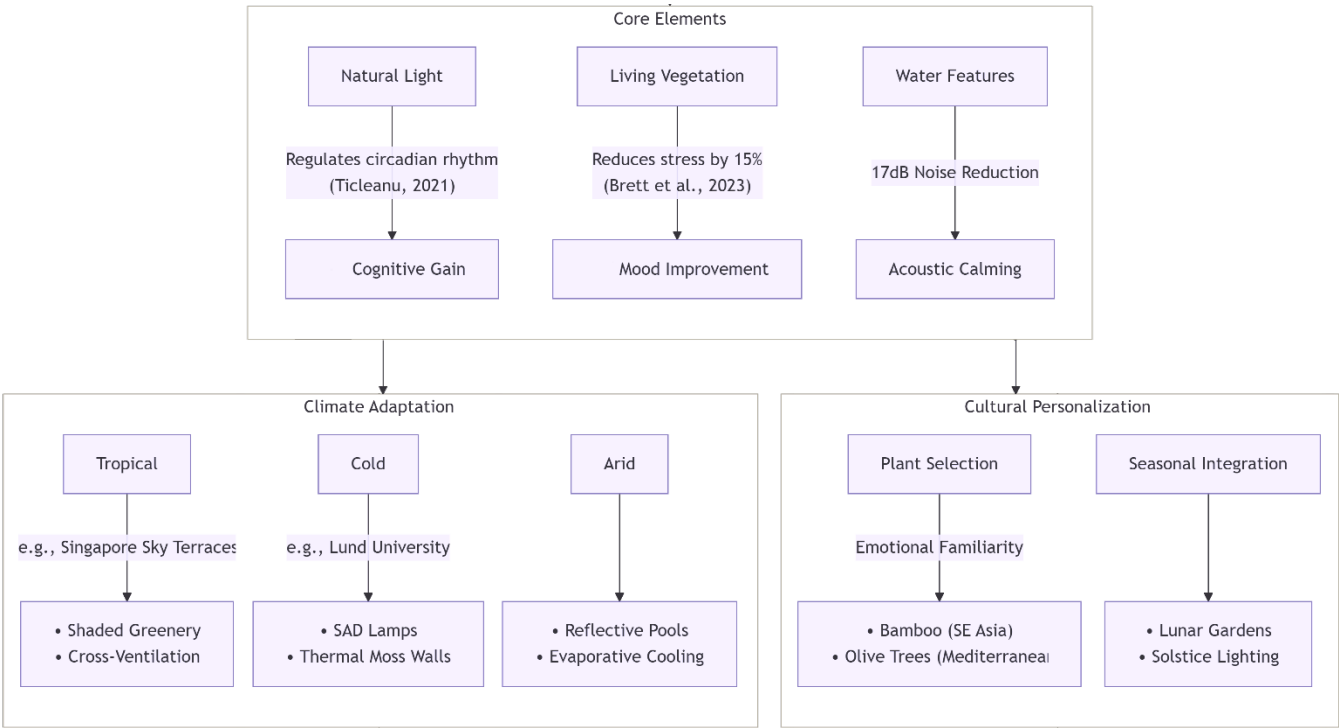 Core Elements
Natural Light
Living Vegetation
Water Features
Regulates circadian rhythm
(Ticleanu, 2021)
Reduces stress by 15%
(Brett et al., 2023)
17dB Noise Reduction
Cognitive Gain
Mood Improvement
Acoustic Calming
Climate Adaptation
Tropical
Cold
Arid
e.g., Singapore Sky Terraces
e.g., Lund University
• Shaded Greenery
• Cross-Ventilation
• SAD Lamps
• Thermal Moss Walls
• Reflective Pools
• Evaporative Cooling
Cultural Personalization
Plant Selection
Seasonal Integration
Emotional Familiarity
• Bamboo (SE Asia)
• Olive Trees (Mediterranea
• Lunar Gardens
• Solstice Lighting